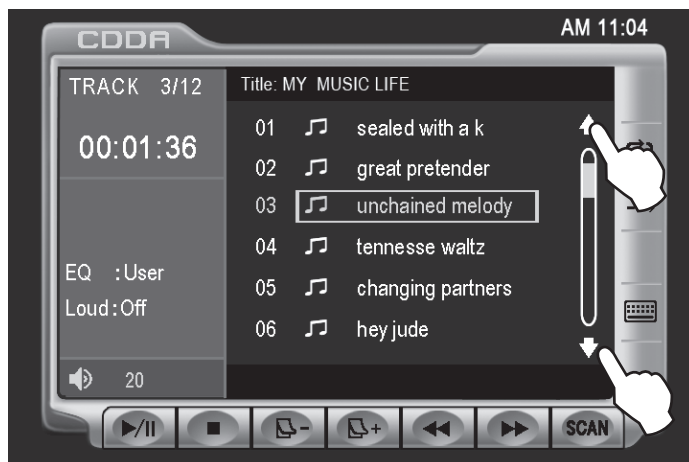 AM 11:04
CDDA
TRACK 3/12
00:01:36
EQ :User
Loud:Off
20
Title: MY MUSIC LIFE
01 sealed with a k
02 great pretender
03 unchained melody
04 tennesse waltz
05 changing partners
06 hey jude
- + SCAN